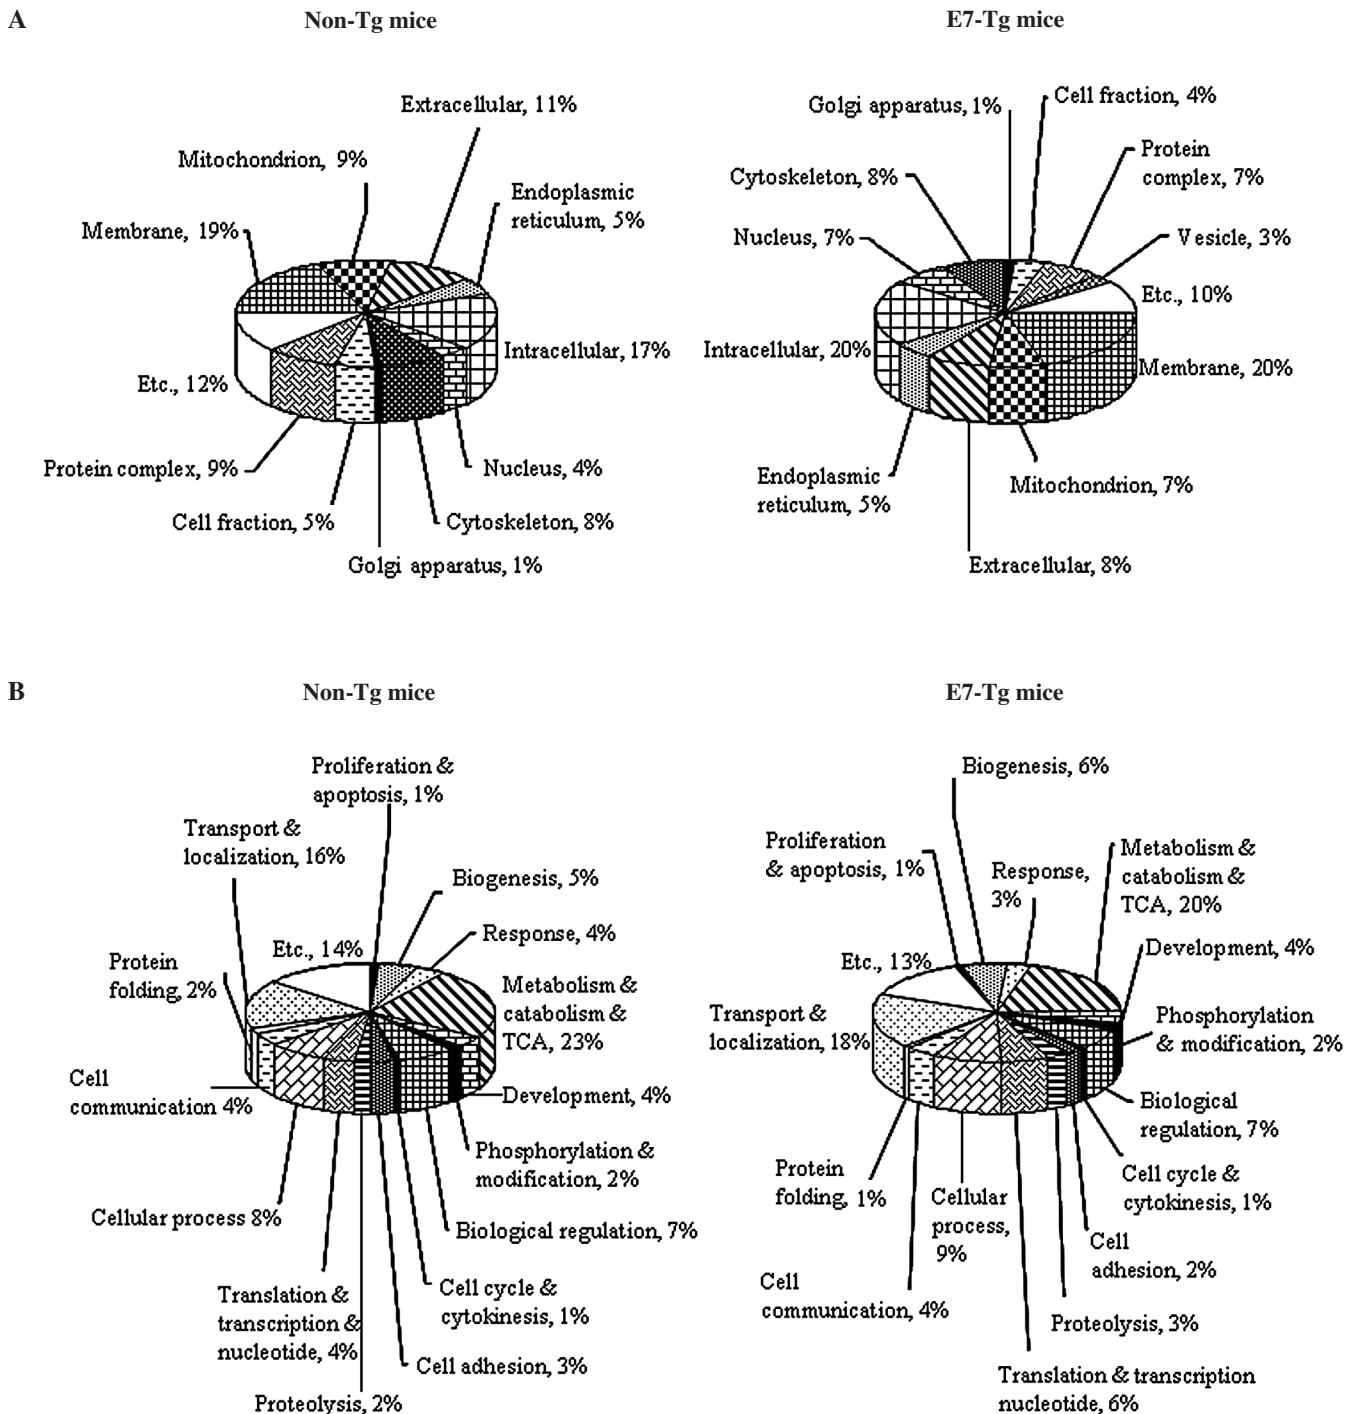 A
Non-Tg mice
E7-Tg mice
Extracellular, 11%
Mitochondrion, 9%
Endoplasmic
reticulum, 5%
Membrane, 19%
Intracellular, 17%
Etc., 12%
Protein complex, 9%
Nucleus, 4%
Cell fraction, 5%
Cytoskeleton, 8%
Golgi apparatus, 1%
Golgi apparatus, 1%
Cell fraction, 4%
Protein
complex, 7%
Cytoskeleton, 8%
Nucleus, 7%
Vesicle, 3%
Etc., 10%
Intracellular, 20%
Membrane, 20%
Endoplasmic
reticulum, 5%
Mitochondrion, 7%
Extracellular, 8%
B
Non-Tg mice
E7-Tg mice
Proliferation &
apoptosis, 1%
Transport &
localization, 16%
Biogenesis, 5%
Response, 4%
Etc., 14%
Protein
folding, 2%
Metabolism &
catabolism &
TCA, 23%
Cell
communication 4%
Development, 4%
Phosphorylation &
modification, 2%
Cellular process 8%
Biological regulation, 7%
Cell cycle &
cytokinesis, 1%
Translation &
transcription &
nucleotide, 4%
Cell adhesion, 3%
Proteolysis, 2%
Biogenesis, 6%
Proliferation
& apoptosis, 1%
Response,
3%
Metabolism &
catabolism &
TCA, 20%
Development, 4%
Etc., 13%
Transport &
localization, 18%
Phosphorylation
& modification, 2%
Biological
regulation, 7%
Protein
folding, 1%
Cellular
process,
9%
Cell cycle &
cytokinesis, 1%
Cell
adhesion, 2%
Cell
communication, 4%
Proteolysis, 3%
Translation & transcription
nucleotide, 6%